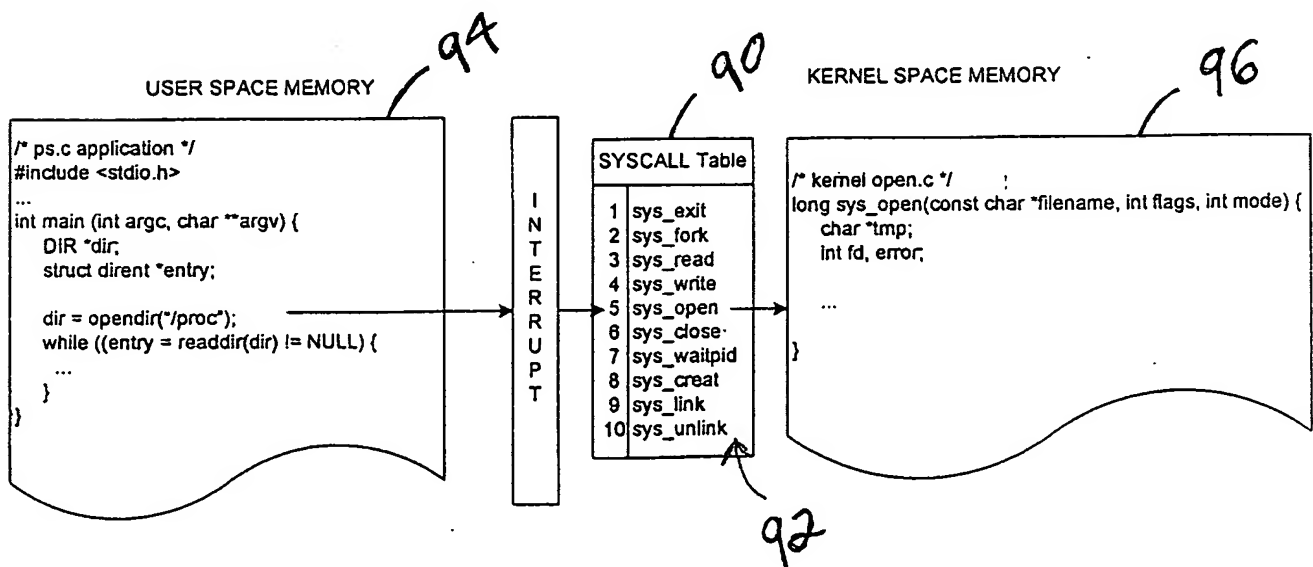 94
90
96
USER SPACE MEMORY
KERNEL SPACE MEMORY
/* ps.c application */
#include <stdio.h>
...
int main (int argc, char **argv) {
DIR *dir;
struct dirent *entry;
dir = opendir("/proc");
while ((entry = readdir(dir) != NULL) {
...
}
}
INTERRUPT
SYSCALL Table
1 sys_exit
2 sys_fork
3 sys_read
4 sys_write
5 sys_open
6 sys_close
7 sys_waitpid
8 sys_creat
9 sys_link
10 sys_unlink
/* kernel open.c */
long sys_open(const char *filename, int flags, int mode) {
char *tmp;
int fd, error;
...
}
92